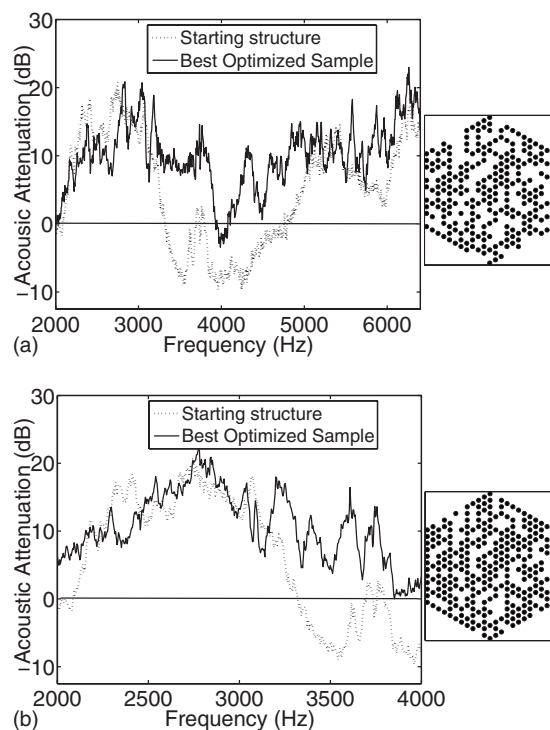 30
Starting structure
Best Optimized Sample
20
10
0
–10
Acousic Attenuation (dB)
2000 3000 4000 5000 6000
(a) Frequency (Hz)
30
Starting structure
Best Optimized Sample
20
10
0
–10
Acoustic Attenuation (dB)
2000 2500 3000 3500 4000
(b) Frequency (Hz)